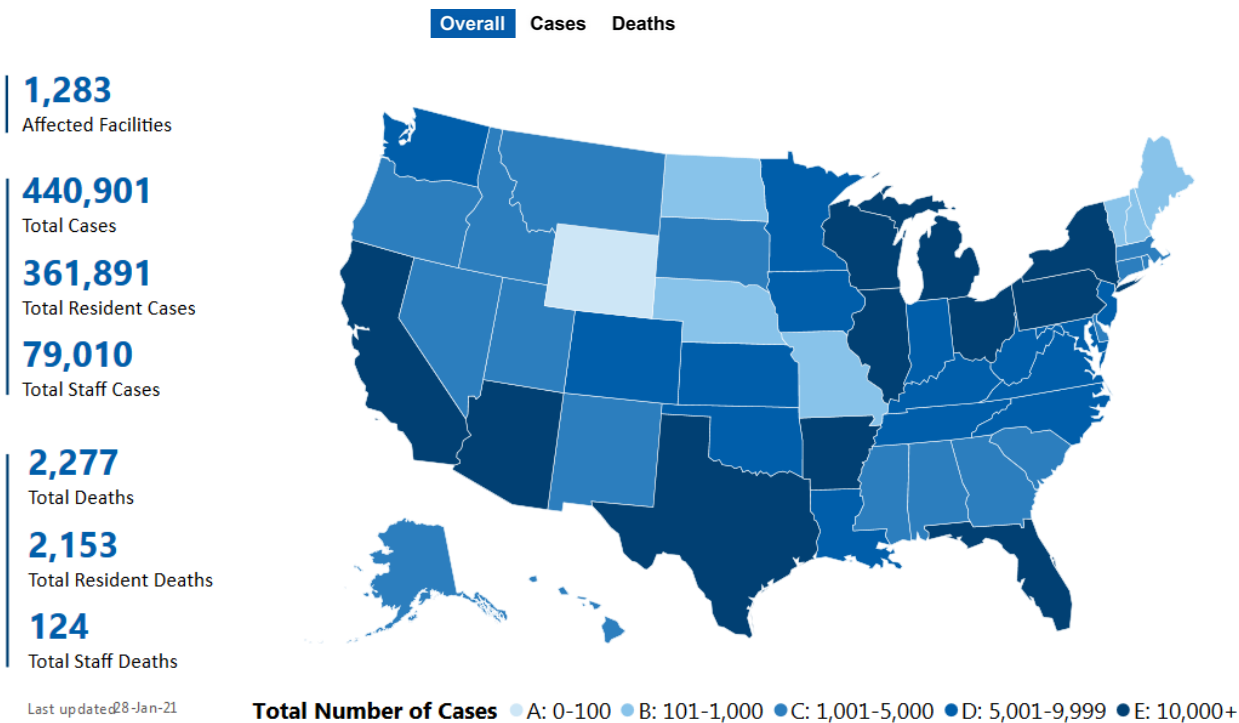 Overall Cases Deaths
1,283
Affected Facilities
440,901
Total Cases
361,891
Total Resident Cases
79,010
Total Staff Cases
2,277
Total Deaths
2,153
Total Resident Deaths
124
Total Staff Deaths
Last updated28-Jan-21
Total Number of Cases A: 0-100 B: 101-1,000 C: 1,001-5,000 D: 5,001-9,999 E: 10,000+